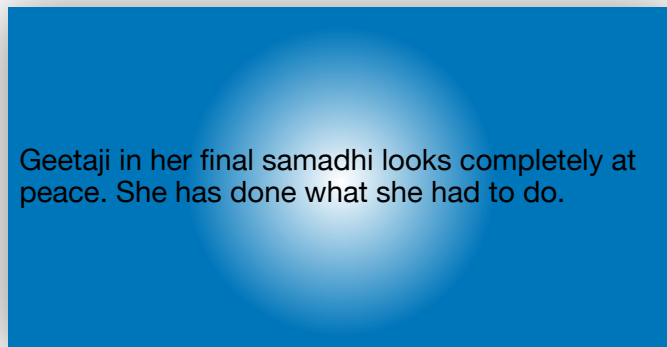 Geetaji in her final samadhi looks completely at
peace. She has done what she had to do.